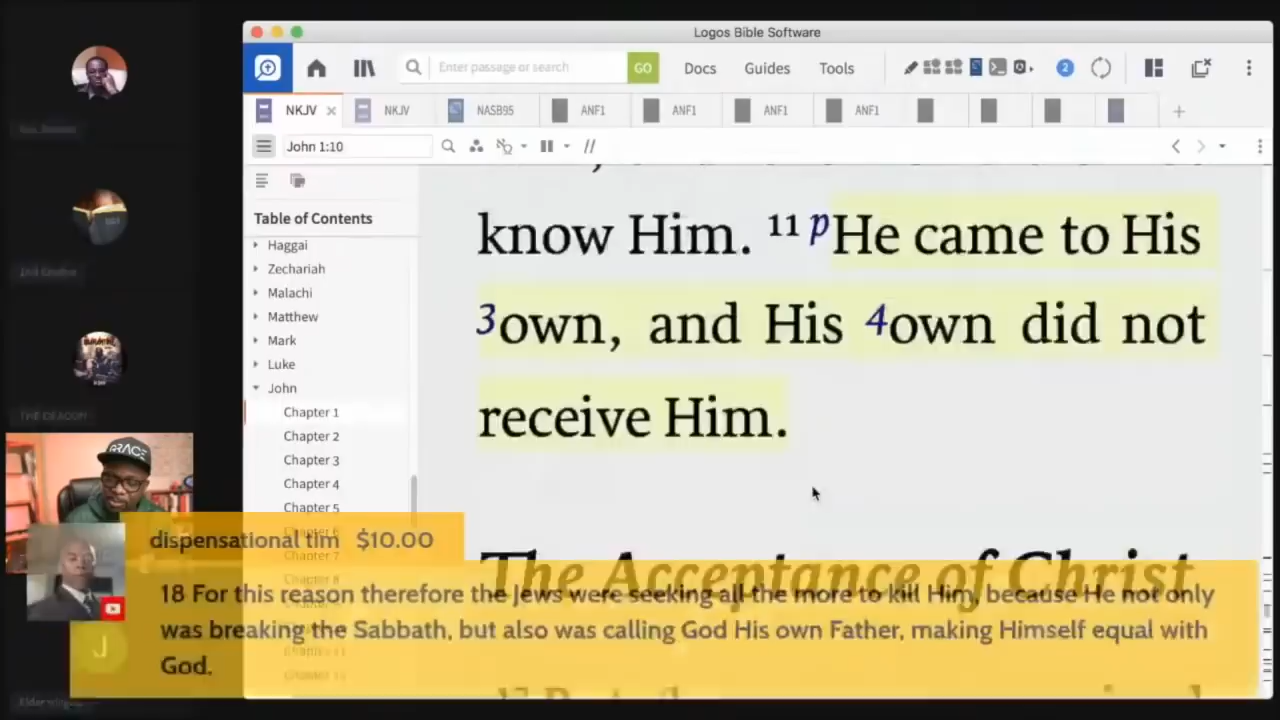 Logos Bible Software
Enter passage or search
GO
Docs
Guides
Tools
2
NKJV
NKJV
NASB95
ANF1
ANF1
ANF1
ANF1
John 1:10
Table of Contents
Haggai
Zechariah
Malachi
Matthew
Mark
Luke
John
Chapter 1
Chapter 2
Chapter 3
Chapter 4
Chapter 5
know Him. 11 p He came to His
3 own, and His 4 own did not
receive Him.
The Acceptance of Christ
THE DEACON
GRACE
dispensational tim $10.00
18 For this reason therefore the Jews were seeking all the more to kill Him, because He not only
was breaking the Sabbath, but also was calling God His own Father, making Himself equal with
God.
J